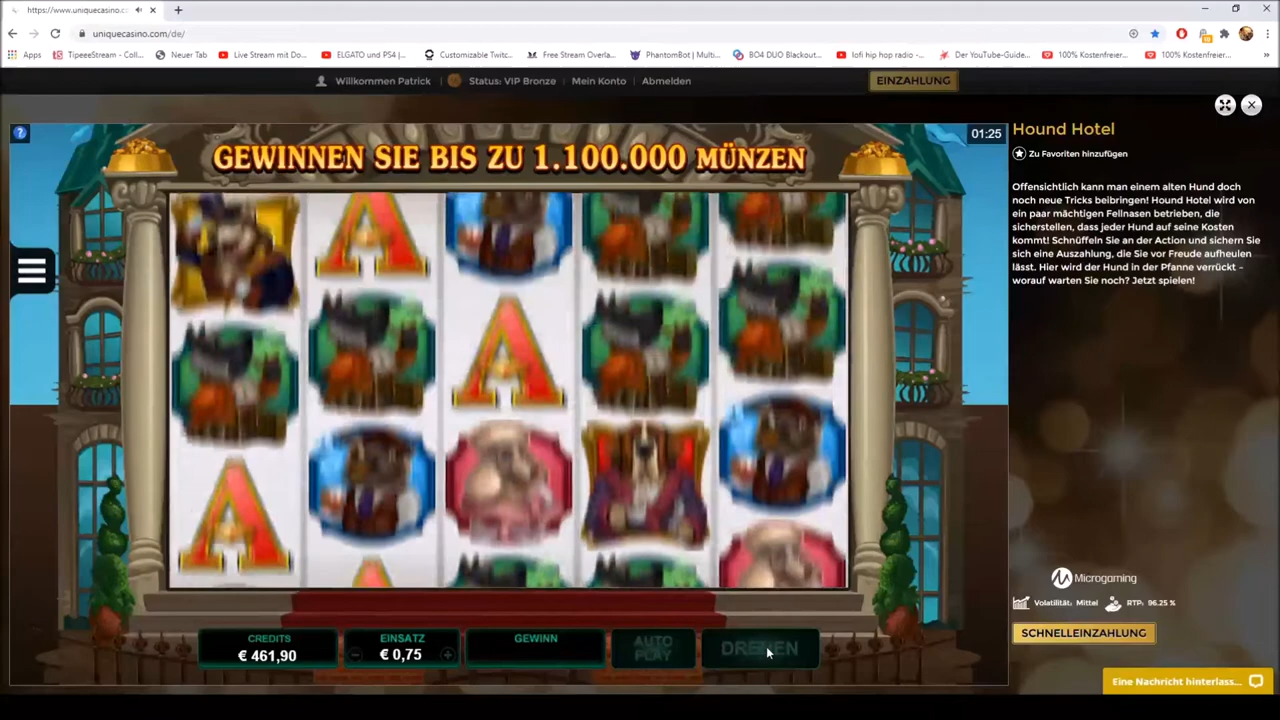 https://www.uniquecasino.cc
uniquecasino.com/de/
Apps
TipeeeStream - Coll...
Neuer Tab
Live Stream mit Do...
ELGATO und PS4 |...
Customizable Twitc...
Free Stream Overla...
PhantomBot | Multi...
BO4 DUO Blackout...
lofi hip hop radio -...
Der YouTube-Guide...
100% Kostenfreier...
100% Kostenfreier...
Willkommen Patrick
Status: VIP Bronze
Mein Konto
Abmelden
EINZAHLUNG
GEWINNEN SIE BIS ZU 1.100.000 MÜNZEN
01:25
Hound Hotel
Zu Favoriten hinzufügen
Offensichtlich kann man einem alten Hund doch
noch neue Tricks beibringen! Hound Hotel wird von
ein paar mächtigen Fellnasen betrieben, die
sicherstellen, dass jeder Hund auf seine Kosten
kommt! Schnüffeln Sie an der Action und sichern Sie
sich eine Auszahlung, die Sie vor Freude aufheulen
lässt. Hier wird der Hund in der Pfanne verrückt –
worauf warten Sie noch? Jetzt spielen!
A
A
A
Microgaming
Volatilität: Mittel
RTP: 96.25 %
SCHNELLEINZAHLUNG
CREDITS
€ 461,90
EINSATZ
€ 0,75
GEWINN
AUTO
PLAY
DREHEN
Eine Nachricht hinterlass...